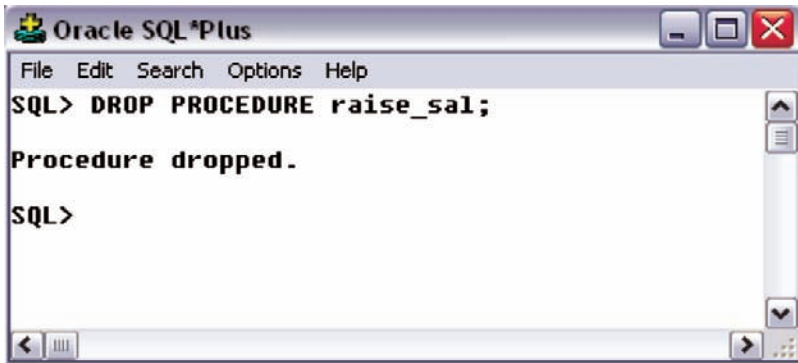 Oracle SQL*Plus
File Edit Search Options Help
SQL> DROP PROCEDURE raise_sal;
Procedure dropped.
SQL>